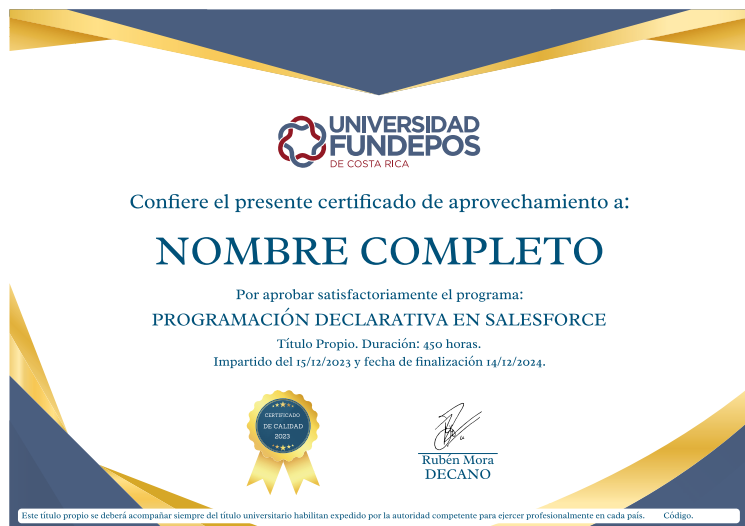 UNIVERSIDAD
FUNDEPOS
DE COSTA RICA
Confiere el presente certificado de aprovechamiento a:
NOMBRE COMPLETO
Por aprobar satisfactoriamente el programa:
PROGRAMACIÓN DECLARATIVA EN SALESFORCE
Título Propio. Duración: 450 horas.
Impartido del 15/12/2023 y fecha de finalización 14/12/2024.
CERTIFICADO
DE CALIDAD
2023
Rubén Mora
DECANO
Este título propio se deberá acompañar siempre del título universitario habilitan expedido por la autoridad competente para ejercer profesionalmente en cada país. Código.